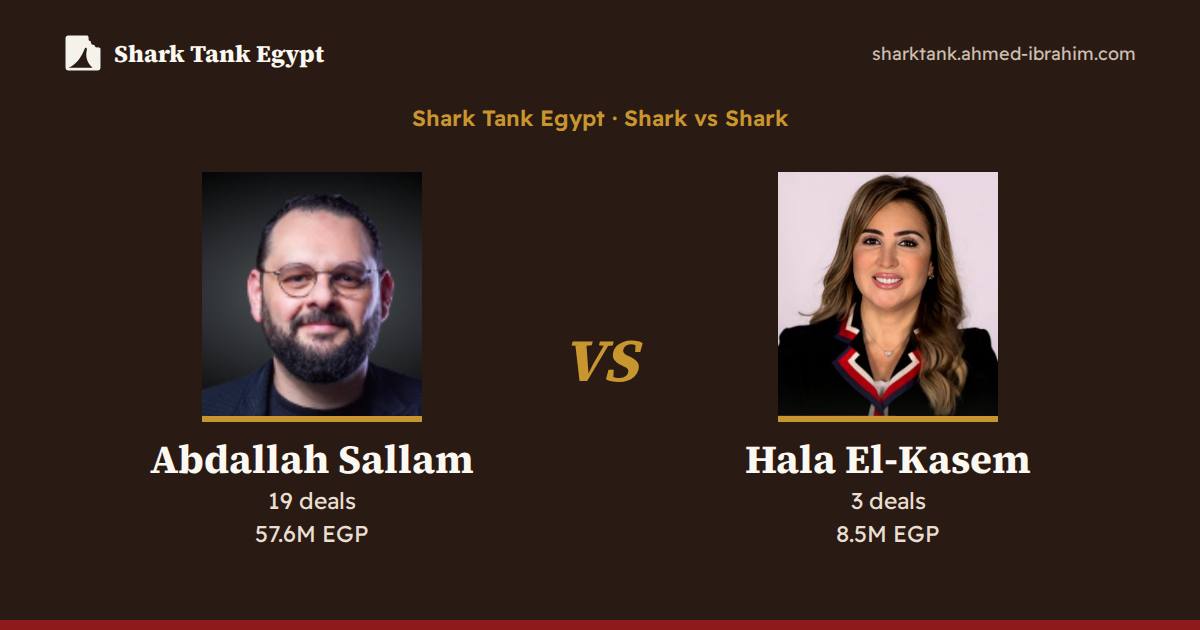 Shark Tank Egypt
sharktank.ahmed-ibrahim.com
Shark Tank Egypt · Shark vs Shark
VS
Abdallah Sallam
19 deals
57.6M EGP
Hala El-Kasem
3 deals
8.5M EGP